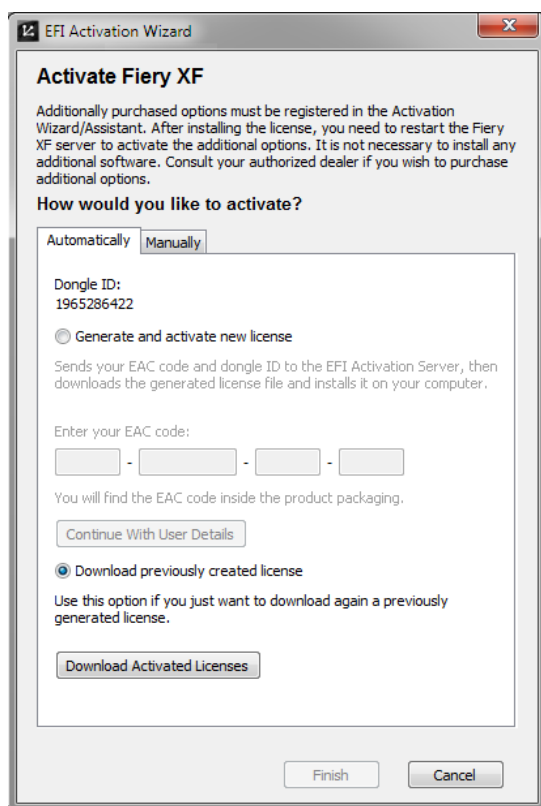 EFI Activation Wizard
Activate Fiery XF
Additionally purchased options must be registered in the Activation
Wizard/Assistant. After installing the license, you need to restart the Fiery
XF server to activate the additional options. It is not necessary to install any
additional software. Consult your authorized dealer if you wish to purchase
additional options.
How would you like to activate?
Automatically Manually
Dongle ID:
1965286422
Generate and activate new license
Sends your EAC code and dongle ID to the EFI Activation Server, then
downloads the generated license file and installs it on your computer.
Enter your EAC code:
- - -
You will find the EAC code inside the product packaging.
Continue With User Details
Download previously created license
Use this option if you just want to download again a previously
generated license.
Download Activated Licenses
Finish Cancel